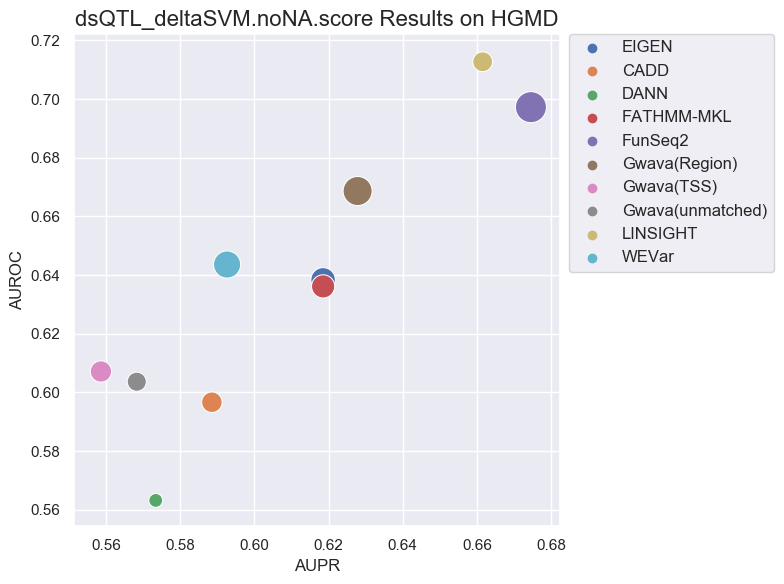 dsQTL_deltaSVM.noNA.score Results on HGMD
0.72
0.70
0.68
0.66
0.64
0.62
0.60
0.58
0.56
AUROC
0.56 0.58 0.60 0.62 0.64 0.66 0.68
AUPR
EIGEN
CADD
DANN
FATHMM-MKL
FunSeq2
Gwava(Region)
Gwava(TSS)
Gwava(unmatched)
LINSIGHT
WEVar